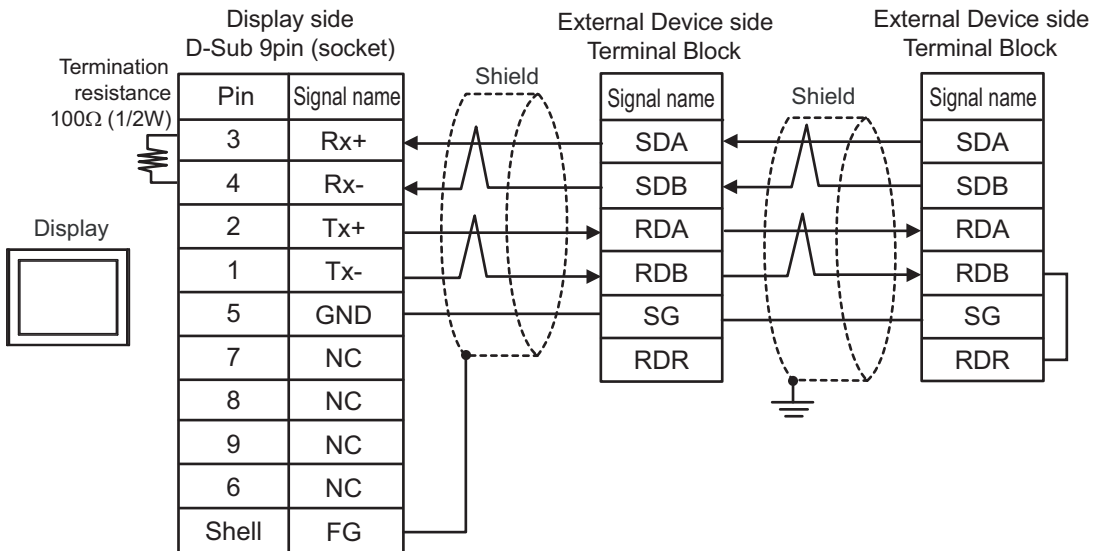 Display side
D-Sub 9pin (socket)
External Device side
Terminal Block
External Device side
Terminal Block
Termination
resistance
100Ω (1/2W)
Shield
Shield
Display
Pin Signal name
3 Rx+
4 Rx-
2 Tx+
1 Tx-
5 GND
7 NC
8 NC
9 NC
6 NC
Shell FG
Signal name
SDA
SDB
RDA
RDB
SG
RDR
Signal name
SDA
SDB
RDA
RDB
SG
RDR